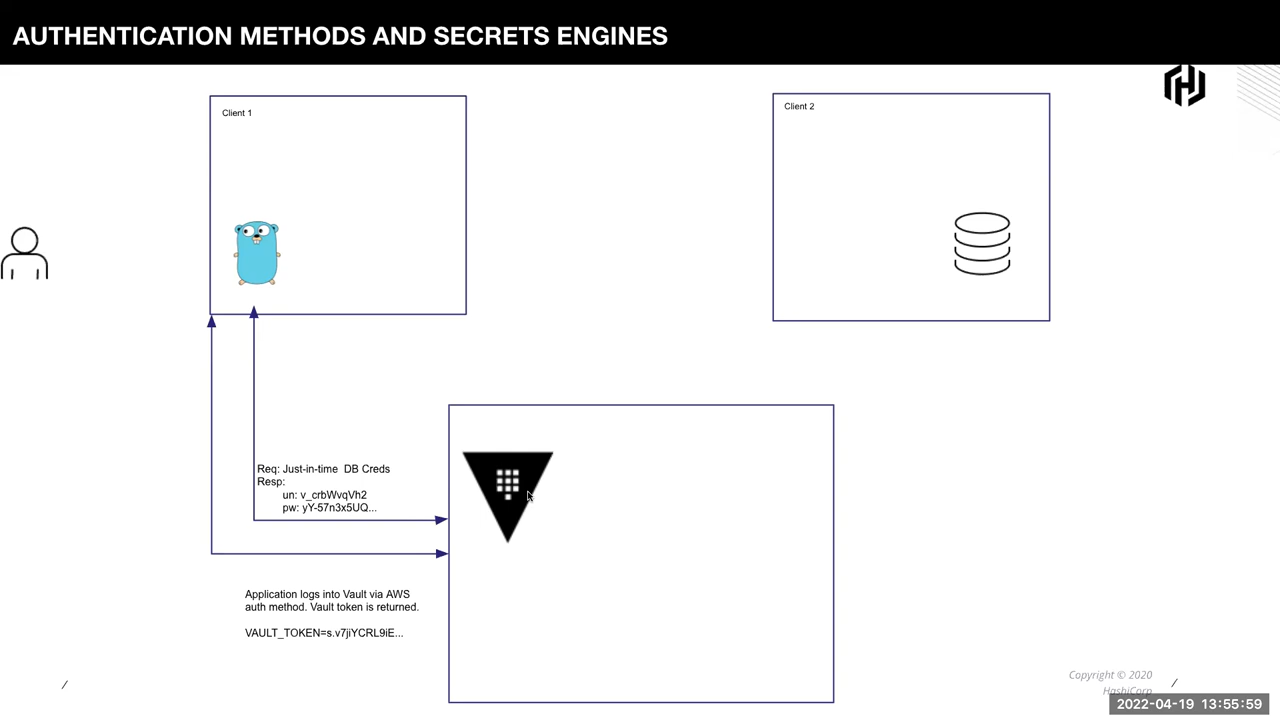 AUTHENTICATION METHODS AND SECRETS ENGINES
Client 1
Client 2
Req: Just-in-time DB Creds
Resp:
un: v_crbWvqVh2
pw: yY-57n3x5UQ...
Application logs into Vault via AWS
auth method. Vault token is returned.
VAULT_TOKEN=s.v7jiYCRL9iE...
/
Copyright © 2020
HashiCorp
/
2022-04-19 13:55:59